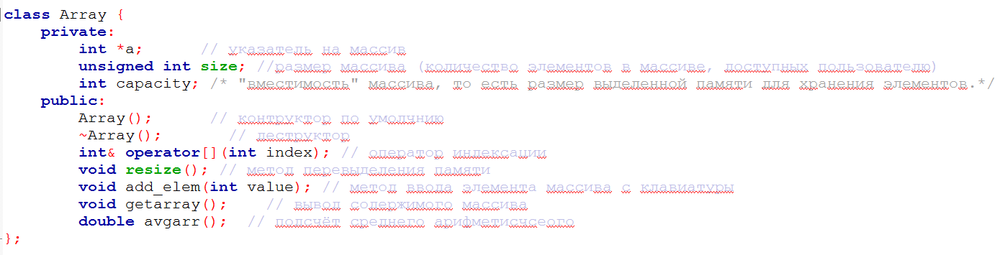 class Array {
private:
int *a; // указатель на массив
unsigned int size; //размер массива (количество элементов в массиве, доступных пользователю)
int capacity; /* "вместимость" массива, то есть размер выделенной памяти для хранения элементов.*/
public:
Array(); // контруктор по умолчнию
~Array(); // деструктор
int& operator[](int index); // оператор индексации
void resize(); // метод перевыделения памяти
void add_elem(int value); // метод ввода элемента массива с клавиатуры
void getarray(); // вывод содержимого массива
double avgarr(); // подсчёт среднего арифметисчсеого
};